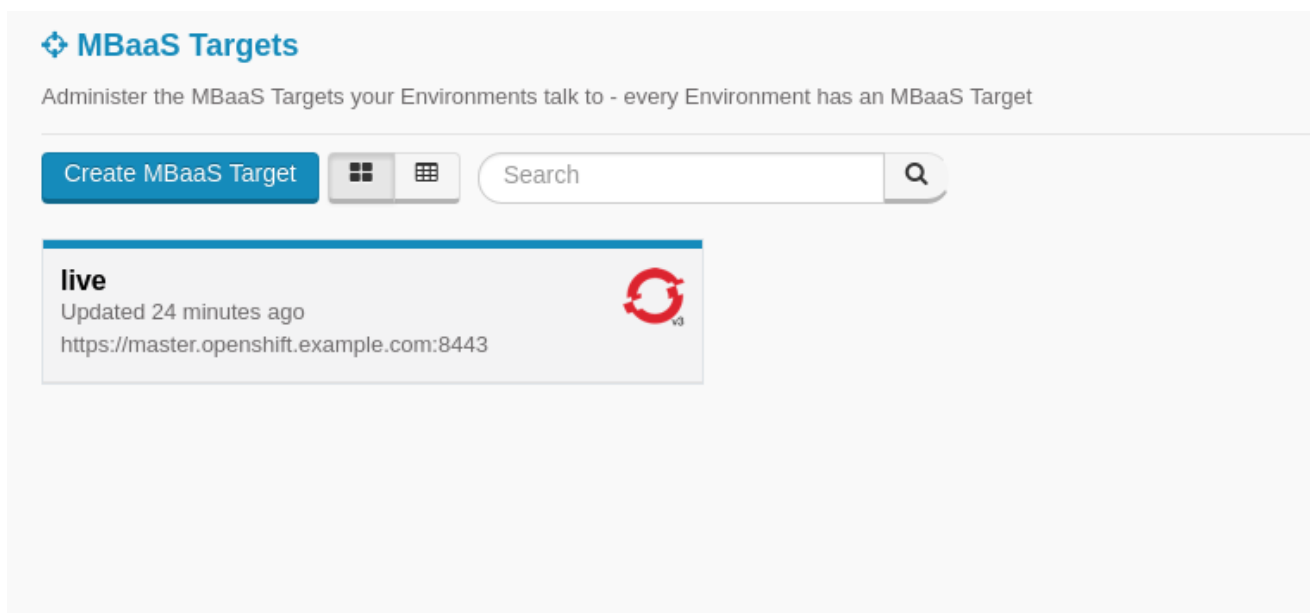 MBaaS Targets
Administer the MBaaS Targets your Environments talk to - every Environment has an MBaaS Target
Create MBaaS Target
Search
live
Updated 24 minutes ago
v3
https://master.openshift.example.com:8443